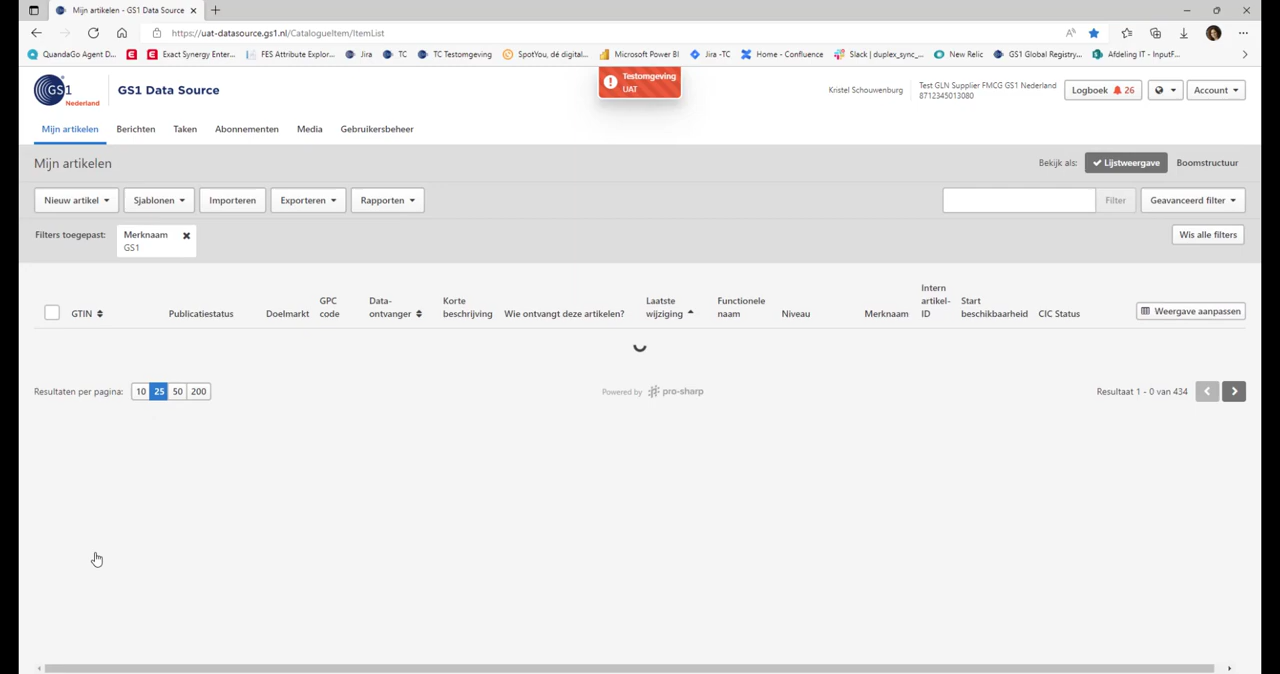 Mijn artikelen - GS1 Data Source
https://uat-datasource.gs1.nl/CatalogueItem/ItemList
QuandaGo Agent D...
Exact Synergy Enter...
FES Attribute Explor...
Jira
TC
TC Testomgeving
SpotYou, dé digital...
Microsoft Power BI
Jira -TC
Home - Confluence
Slack | duplex_sync_...
New Relic
GS1 Global Registry...
Afdeling IT - InputF...
GS1
Nederland
GS1 Data Source
Testomgeving
UAT
Kristel Schouwenburg
Test GLN Supplier FMCG GS1 Nederland
8712345013080
Logboek 26
Account
Mijn artikelen
Berichten
Taken
Abonnementen
Media
Gebruikersbeheer
Mijn artikelen
Bekijk als:
Lijstweergave
Boomstructuur
Nieuw artikel
Sjablonen
Importeren
Exporteren
Rapporten
Filter
Geavanceerd filter
Filters toegepast:
Merknaam
GS1
Wis alle filters
GTIN
Publicatiestatus
Doelmarkt
GPC
code
Data-
ontvanger
Korte
beschrijving
Wie ontvangt deze artikelen?
Laatste
wijziging
Functionele
naam
Niveau
Merknaam
Intern
artikel-
ID
Start
beschikbaarheid
CIC Status
Weergave aanpassen
Resultaten per pagina:
10
25
50
200
Powered by pro-sharp
Resultaat 1 - 0 van 434